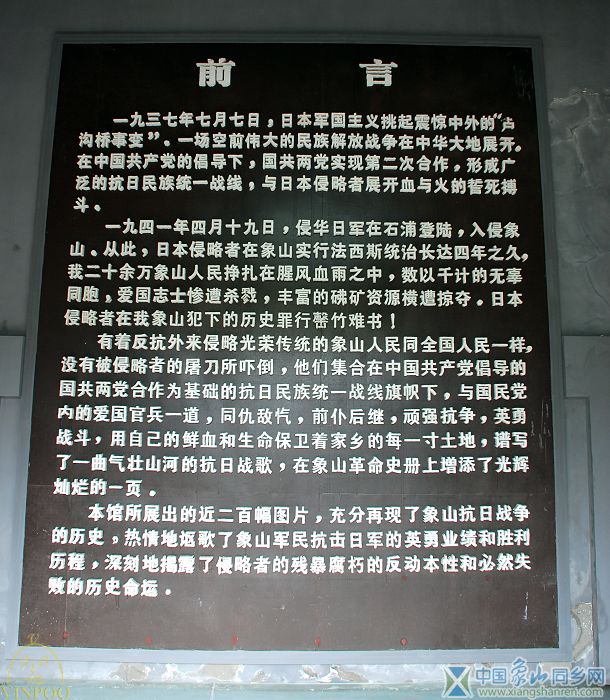 前　言
一九三七年七月七日，日本军国主义挑起震惊中外的“卢
沟桥事变”。一场空前伟大的民族解放战争在中华大地展开。
在中国共产党的倡导下，国共两党实现第二次合作，形成广
泛的抗日民族统一战线，与日本侵略者展开血与火的誓死搏
斗。
一九四一年四月十九日，侵华日军在石浦登陆，入侵象
山。从此，日本侵略者在象山实行法西斯统治长达四年之久，
我二十余万象山人民挣扎在腥风血雨之中，数以千计的无辜
同胞，爱国志士惨遭杀戮，丰富的砩矿资源横遭掠夺。日本
侵略者在我象山犯下的历史罪行罄竹难书！
有着反抗外来侵略光荣传统的象山人民同全国人民一样，
没有被侵略者的屠刀所吓倒，他们集合在中国共产党倡导的
国共两党合作为基础的抗日民族统一战线旗帜下，与国民党
内的爱国官兵一道，同仇敌忾，前仆后继，顽强抗争，英勇
战斗，用自己的鲜血和生命保卫着家乡的每一寸土地，谱写
了一曲气壮山河的抗日战歌，在象山革命史册上增添了光辉
灿烂的一页。
本馆所展出的近二百幅图片，充分再现了象山抗日战争
的历史，热情地讴歌了象山军民抗击日军的英勇业绩和胜利
历程，深刻地揭露了侵略者的残暴腐朽的反动本性和必然失
败的历史命运。
VINPOO
中国象山同乡网
www.xiangshanren.com